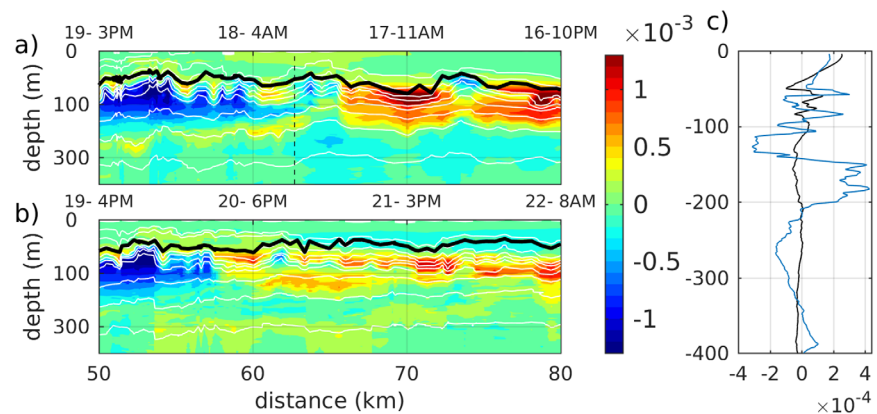 19- 3PM 18- 4AM 17-11AM 16-10PM
a)
depth (m)
0
100
300
19- 4PM 20- 6PM 21- 3PM 22- 8AM
b)
depth (m)
0
100
300
50 60 70 80
distance (km)
×10⁻³
1
0.5
0
-0.5
-1
c)
0
-100
-200
-300
-400
-4 -2 0 2 4
×10⁻⁴